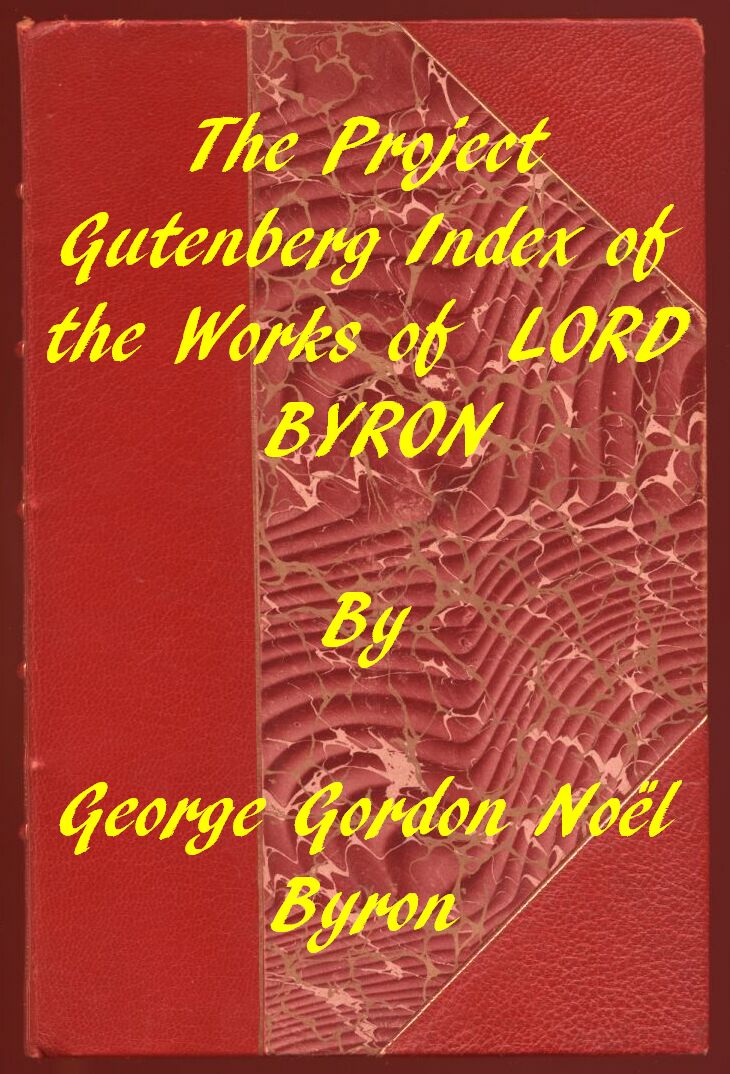 The Project
Gutenberg Index of
the Works of LORD
BYRON
By
George Gordon Noël
Byron